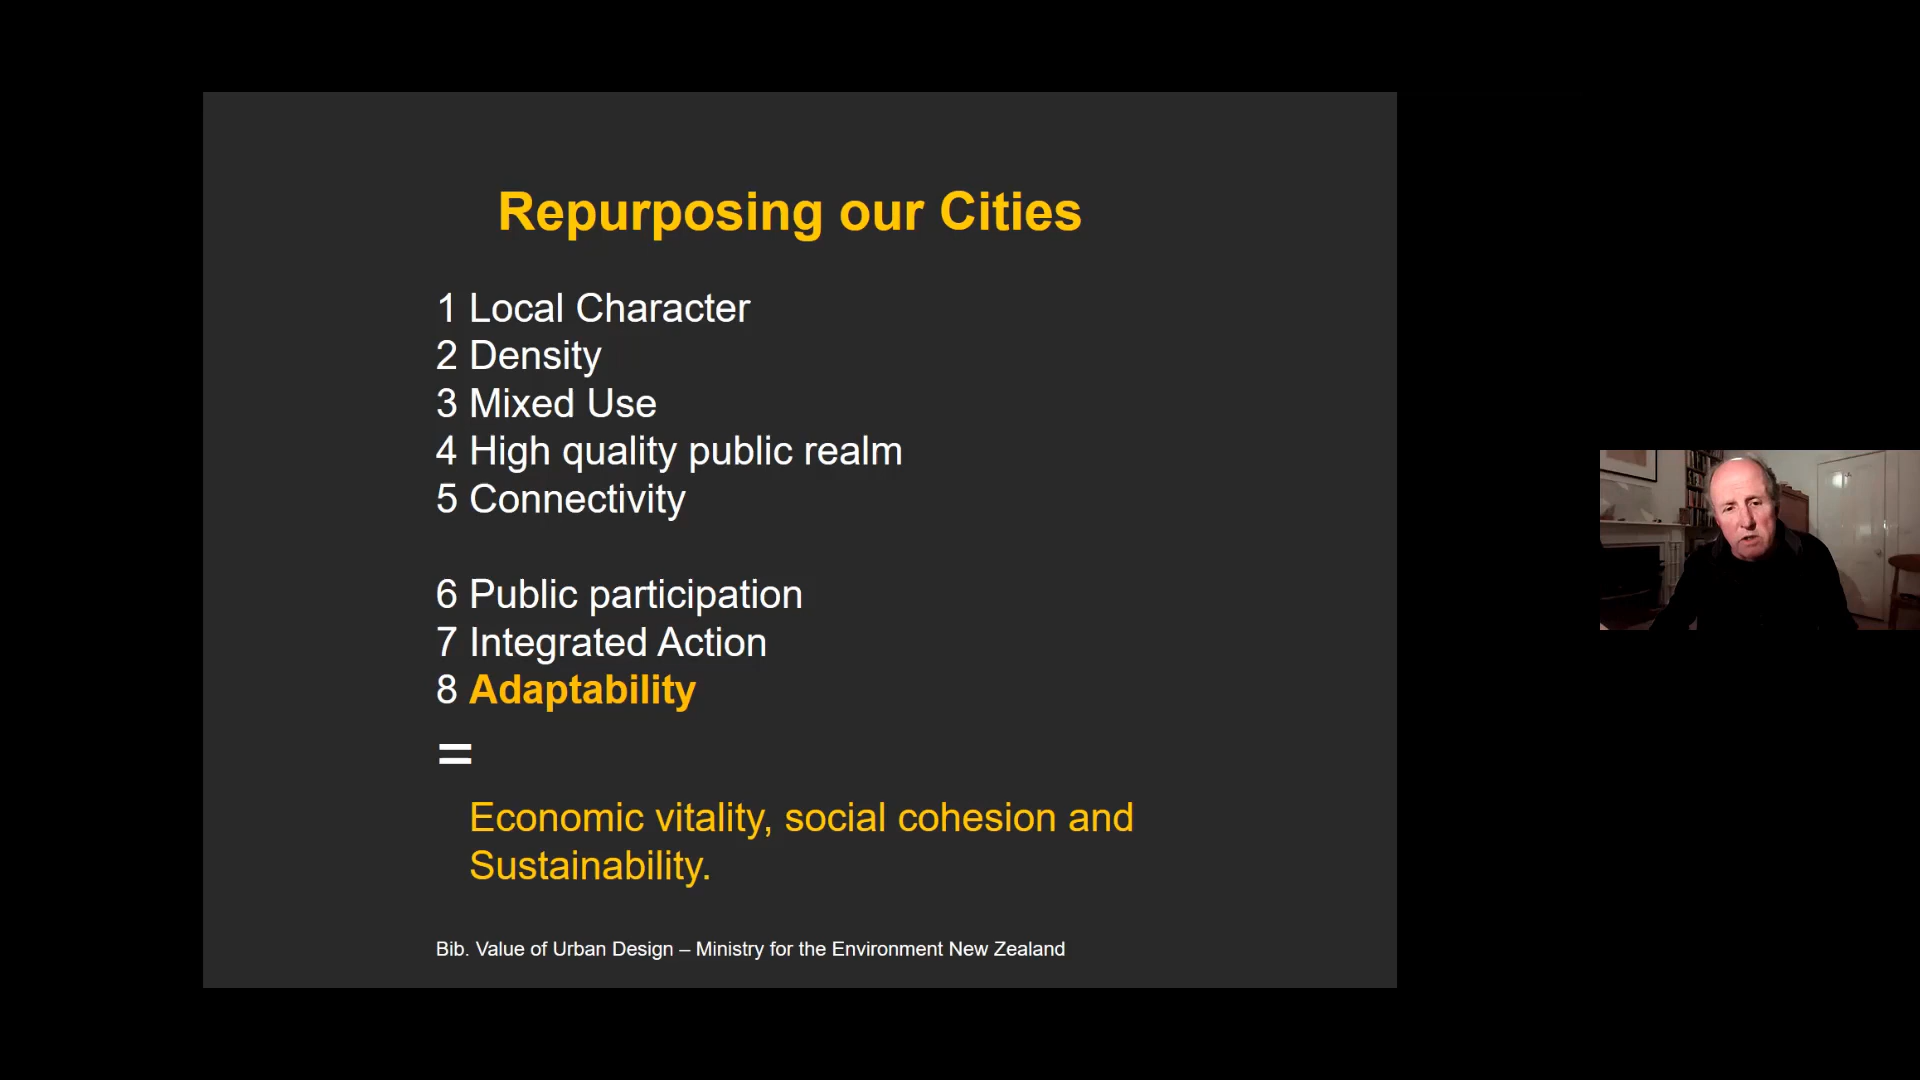 Repurposing our Cities
1 Local Character
2 Density
3 Mixed Use
4 High quality public realm
5 Connectivity
6 Public participation
7 Integrated Action
8 Adaptability
=
Economic vitality, social cohesion and
Sustainability.
Bib. Value of Urban Design – Ministry for the Environment New Zealand